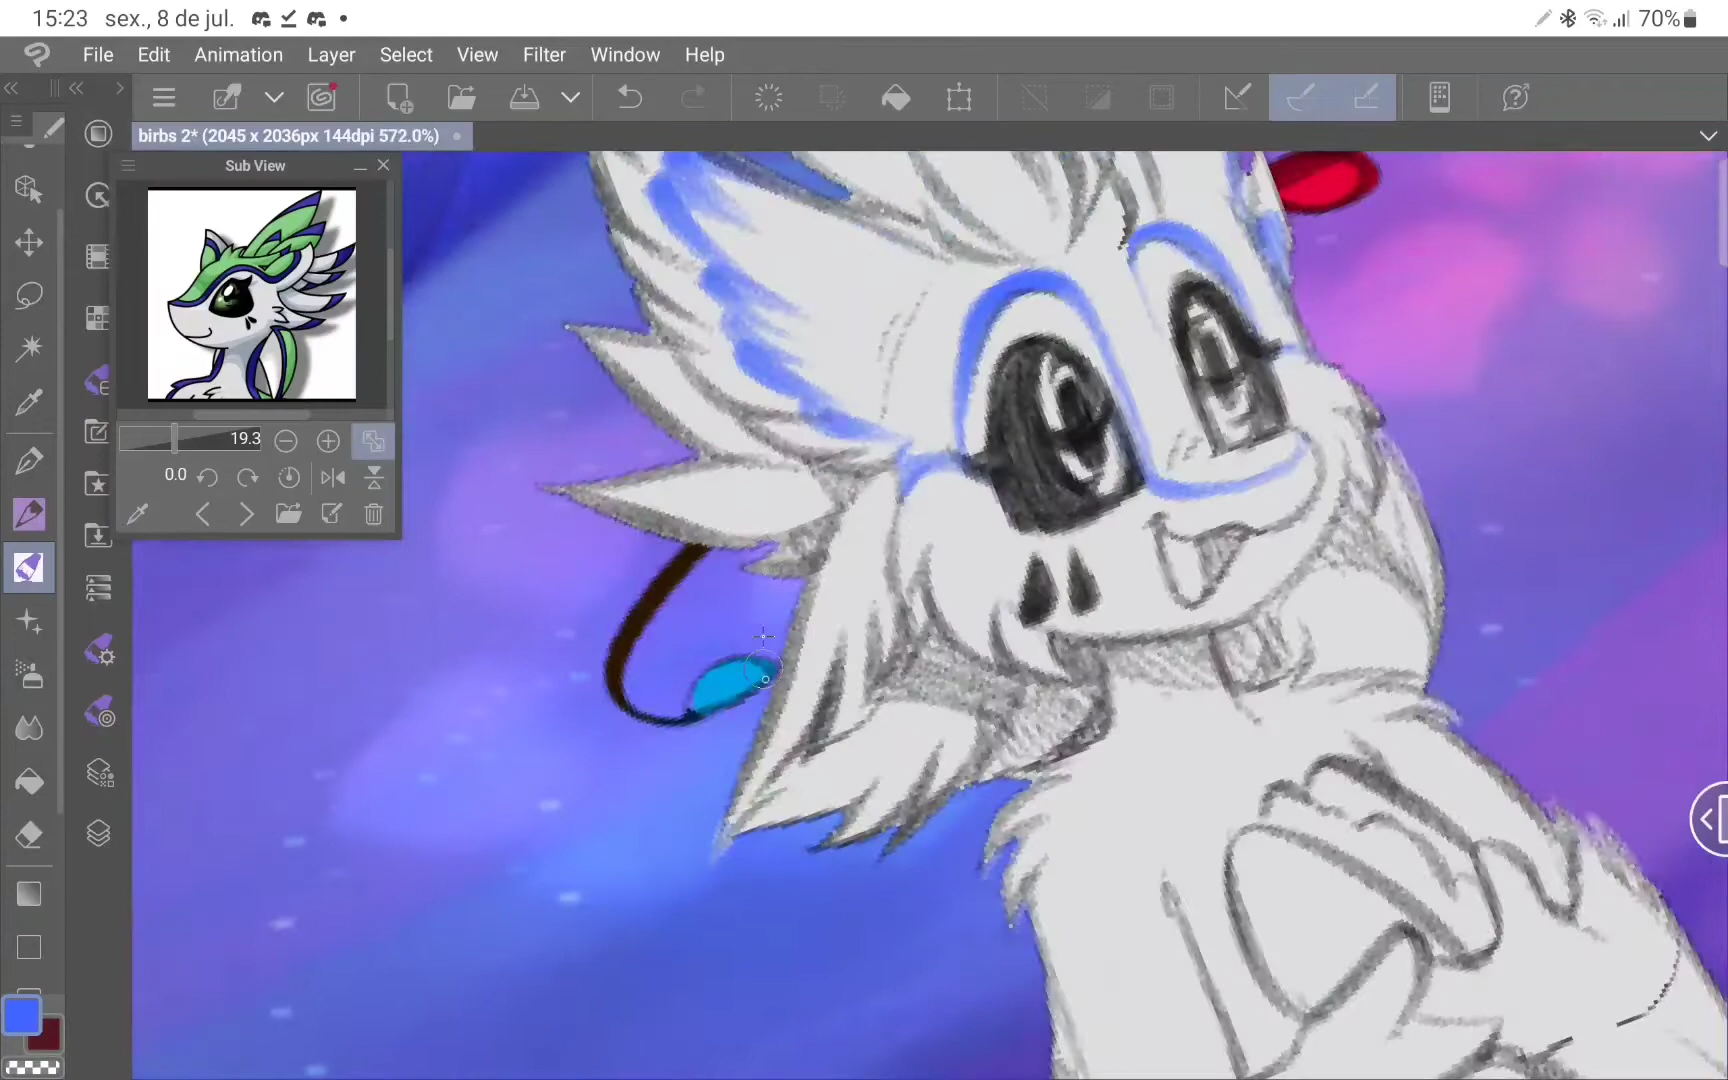 15:23 sex., 8 de jul. 70%
File Edit Animation Layer Select View Filter Window Help
birbs 2* (2045 x 2036px 144dpi 572.0%)
Sub View
19.3
0.0